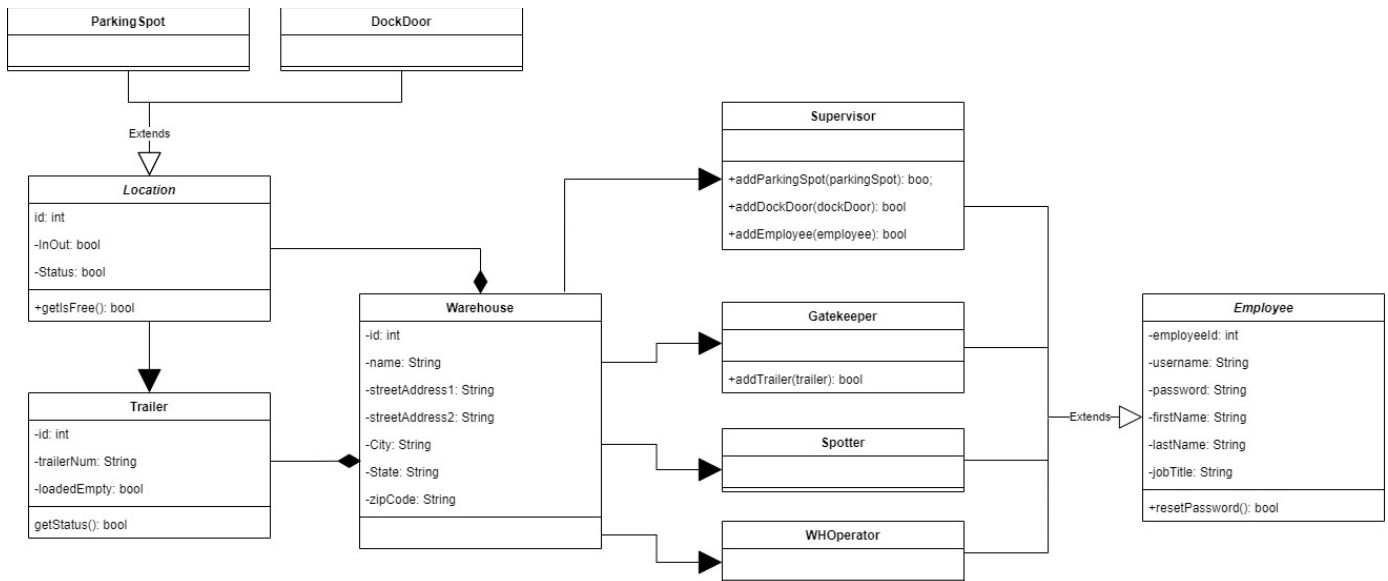 ParkingSpot
DockDoor
Extends
Location
id: int
-InOut: bool
-Status: bool
+getIsFree(): bool
Trailer
-id: int
-trailerNum: String
-loadedEmpty: bool
getStatus(): bool
Warehouse
-id: int
-name: String
-streetAddress1: String
-streetAddress2: String
-City: String
-State: String
-zipCode: String
Supervisor
+addParkingSpot(parkingSpot): boo;
+addDockDoor(dockDoor): bool
+addEmployee(employee): bool
Gatekeeper
+addTrailer(trailer): bool
Spotter
WHOperator
Extends
Employee
-employeeId: int
-username: String
-password: String
-firstName: String
-lastName: String
-jobTitle: String
+resetPassword(): bool